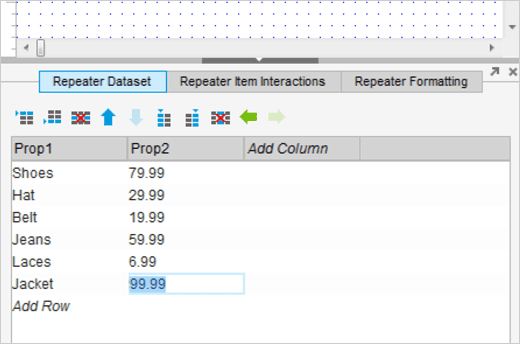 Repeater Dataset Repeater Item Interactions Repeater Formatting
Prop1 Prop2 Add Column
Shoes 79.99
Hat 29.99
Belt 19.99
Jeans 59.99
Laces 6.99
Jacket 99.99
Add Row